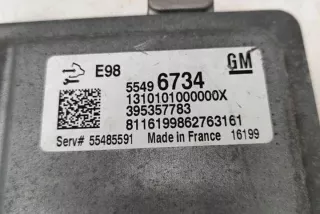 E98
GM
5549 6734
1310101000000X
395357783
8116199862763161
Serv# 55485591 Made in France 16199